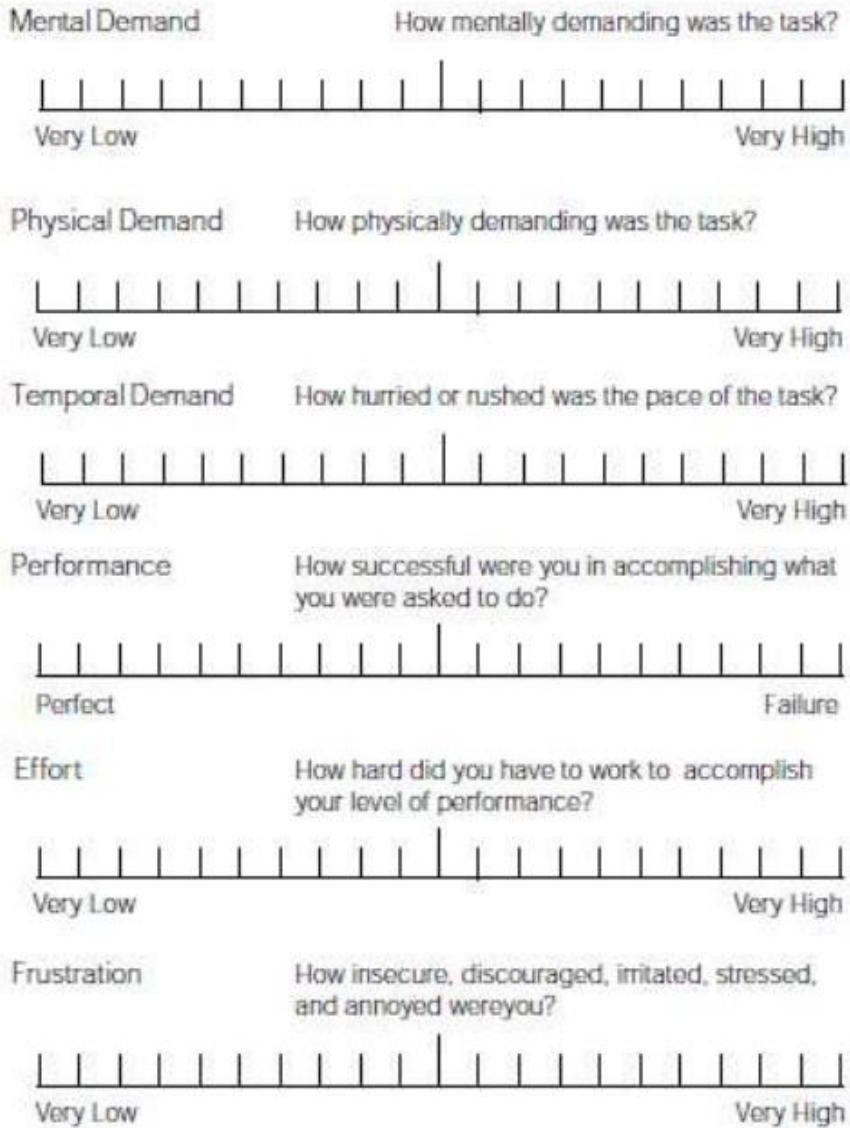 Mental Demand How mentally demanding was the task?
Very Low Very High
Physical Demand How physically demanding was the task?
Very Low Very High
Temporal Demand How hurried or rushed was the pace of the task?
Very Low Very High
Performance How successful were you in accomplishing what
you were asked to do?
Perfect Failure
Effort How hard did you have to work to accomplish
your level of performance?
Very Low Very High
Frustration How insecure, discouraged, irritated, stressed,
and annoyed wereyou?
Very Low Very High